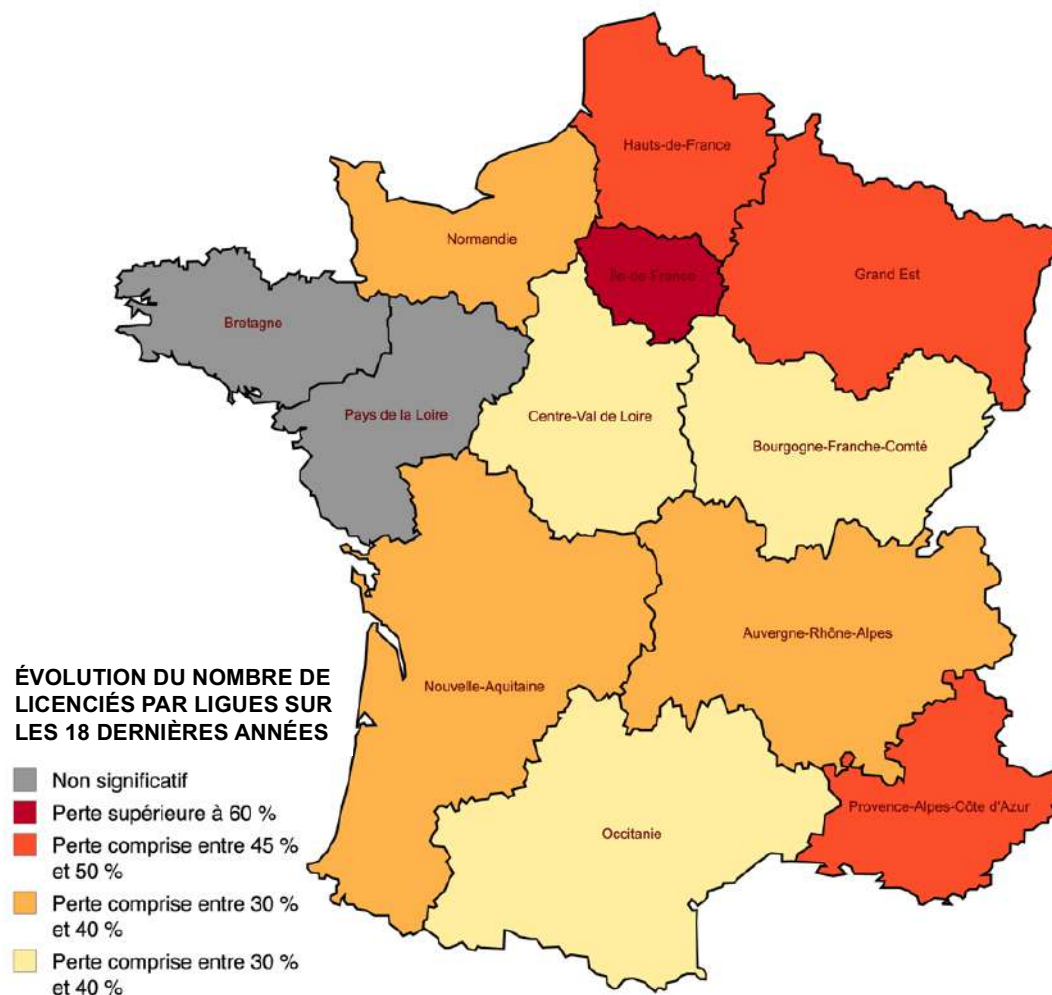 Hauts-de-France
Normandie
Île-de-France
Grand Est
Bretagne
Pays de la Loire
Centre-Val de Loire
Bourgogne-Franche-Comté
Auvergne-Rhône-Alpes
Nouvelle-Aquitaine
Provence-Alpes-Côte d'Azur
Occitanie
ÉVOLUTION DU NOMBRE DE
LICENCIÉS PAR LIGUES SUR
LES 18 DERNIÈRES ANNÉES
Non significatif
Perte supérieure à 60 %
Perte comprise entre 45 %
et 50 %
Perte comprise entre 30 %
et 40 %
Perte comprise entre 30 %
et 40 %